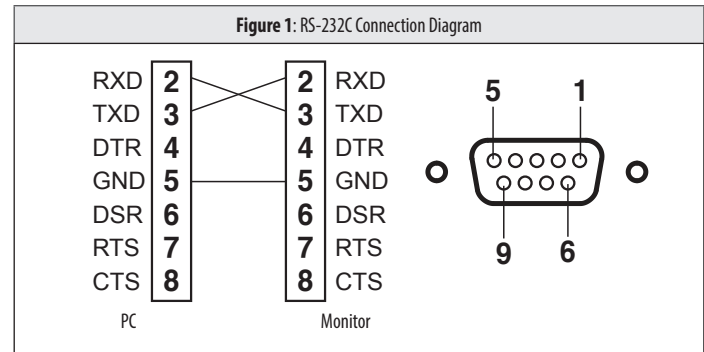 Figure 1: RS-232C Connection Diagram
RXD 2 2 RXD
TXD 3 3 TXD
DTR 4 4 DTR
GND 5 5 GND
DSR 6 6 DSR
RTS 7 7 RTS
CTS 8 8 CTS
PC Monitor
5 1
9 6